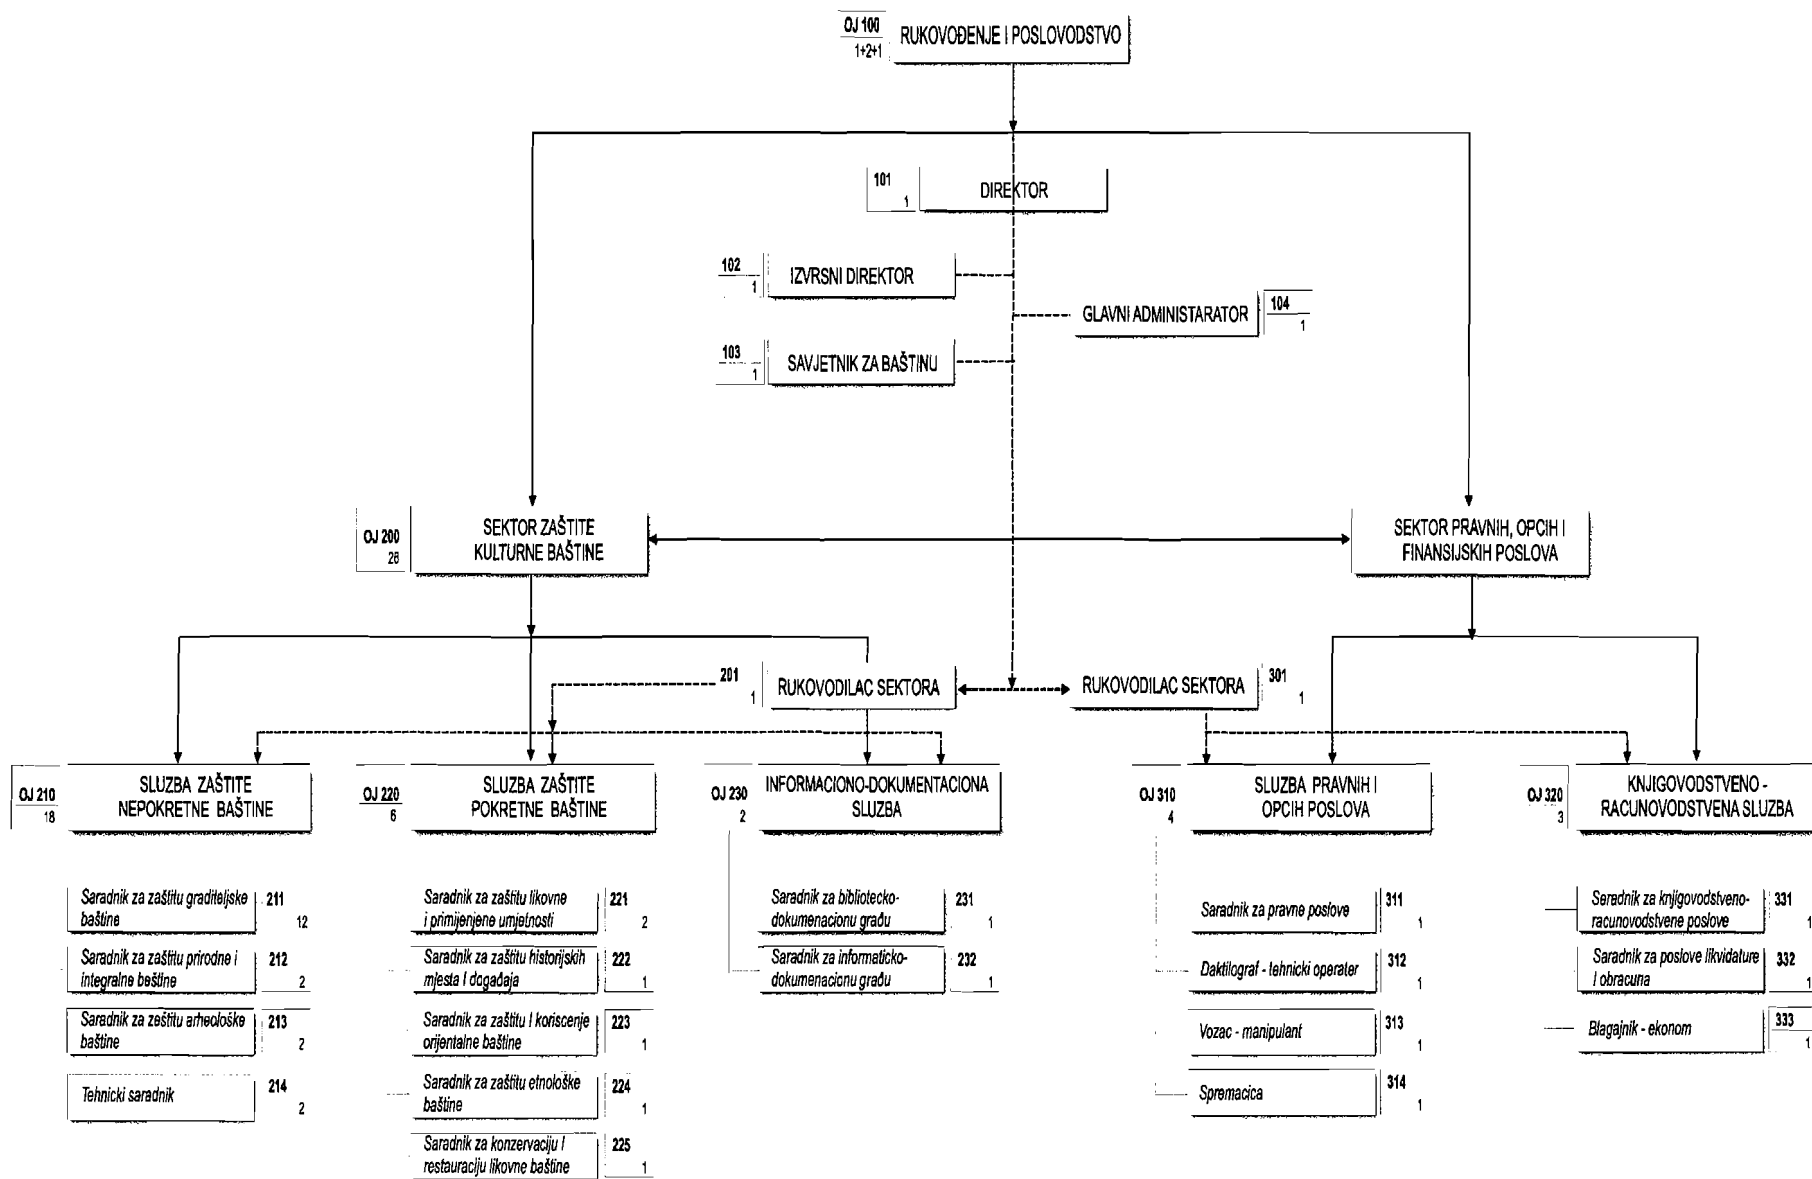 OJ 100
1+2+1
RUKOVOĐENJE I POSLOVODSTVO
101
1
DIREKTOR
102
1
IZVRSNI DIREKTOR
GLAVNI ADMINISTARATOR
104
1
103
1
SAVJETNIK ZA BAŠTINU
OJ 200
26
SEKTOR ZAŠTITE
KULTURNE BAŠTINE
SEKTOR PRAVNIH, OPCIH I
FINANSIJSKIH POSLOVA
201
1
RUKOVODILAC SEKTORA
RUKOVODILAC SEKTORA
301
1
OJ 210
18
SLUZBA ZAŠTITE
NEPOKRETNE BAŠTINE
OJ 220
6
SLUZBA ZAŠTITE
POKRETNE BAŠTINE
OJ 230
2
INFORMACIONO-DOKUMENTACIONA
SLUZBA
OJ 310
4
SLUZBA PRAVNIH I
OPCIH POSLOVA
OJ 320
3
KNJIGOVODSTVENO -
RACUNOVODSTVENA SLUZBA
Saradnik za zaštitu graditeljske
baštine
211
12
Saradnik za zaštitu prirodne i
integralne beštine
212
2
Saradnik za zeštitu arheološke
baštine
213
2
Tehnicki saradnik
214
2
Saradnik za zaštitu likovne
i primijenjene umjetnosti
221
2
Saradnik za zaštitu historijskih
mjesta I događaja
222
1
Saradnik za zaštitu I koriscenje
orijentalne baštine
223
1
Saradnik za zaštitu etnološke
baštine
224
1
Saradnik za konzervaciju I
restauraciju likovne baštine
225
1
Saradnik za bibliotecko-
dokumenacionu građu
231
1
Saradnik za informaticko-
dokumenacionu građu
232
1
Saradnik za pravne poslove
311
1
Daktilograf - tehnicki operater
312
1
Vozac - manipulant
313
1
Spremacica
314
1
Seradnik za knjigovodstveno-
racunovodstvene poslove
331
1
Saradnik za poslove likvidature
I obracuna
332
1
Blagajnik - ekonom
333
1